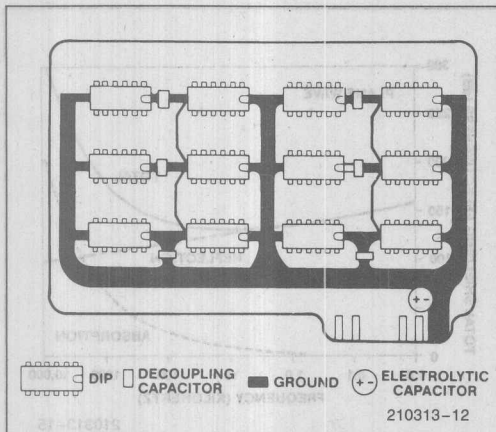 DIP
DECOUPLING
CAPACITOR
GROUND
+ -
ELECTROLYTIC
CAPACITOR
210313-12